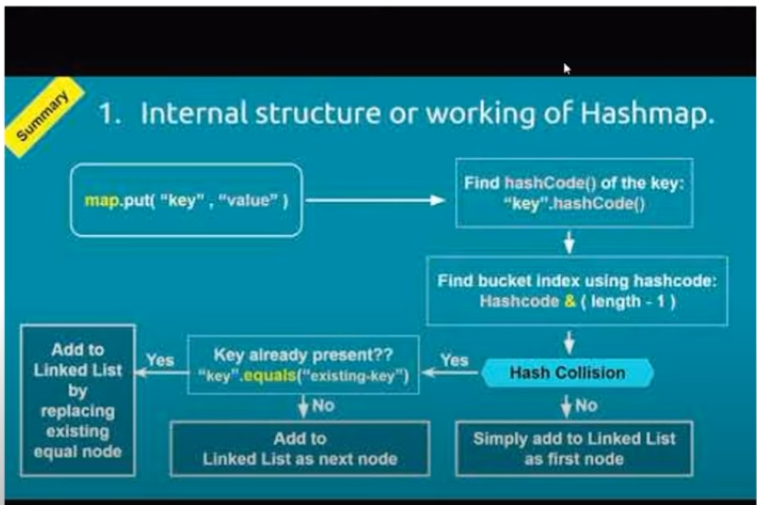 Summary
1. Internal structure or working of Hashmap.
map.put( “key” , “value” )
Find hashCode() of the key:
“key”.hashCode()
Find bucket index using hashcode:
Hashcode & ( length - 1 )
Hash Collision
Yes
Key already present??
“key”.equals(“existing-key”)
Yes
Add to
Linked List
by
replacing
existing
equal node
No
Add to
Linked List as next node
No
Simply add to Linked List
as first node